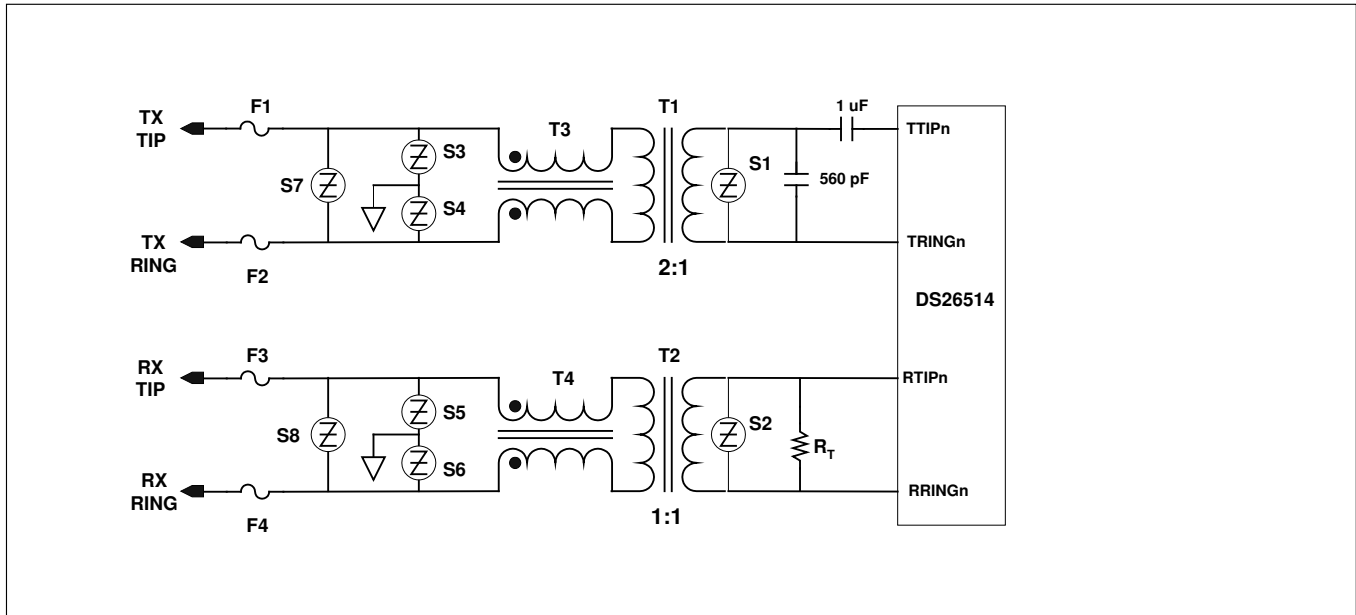 TX
TIP
F1
S7
S3
S4
T3
T1
2:1
S1
1 uF
560 pF
TTIPn
TRINGn
TX
RING
F2
DS26514
RX
TIP
F3
S8
S5
S6
T4
T2
1:1
S2
RT
RTIPn
RRINGn
RX
RING
F4